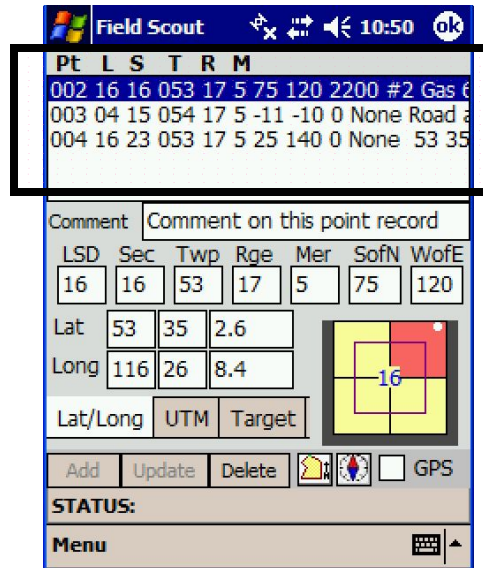 Field Scout 10:50 ok
Pt L S T R M
002 16 16 053 17 5 75 120 2200 #2 Gas
003 04 15 054 17 5 -11 -10 0 None Road
004 16 23 053 17 5 25 140 0 None 53 35
Comment Comment on this point record
LSD Sec Twp Rge Mer SofN WofE
16 16 53 17 5 75 120
Lat 53 35 2.6
Long 116 26 8.4
16
Lat/Long UTM Target
Add Update Delete GPS
STATUS:
Menu